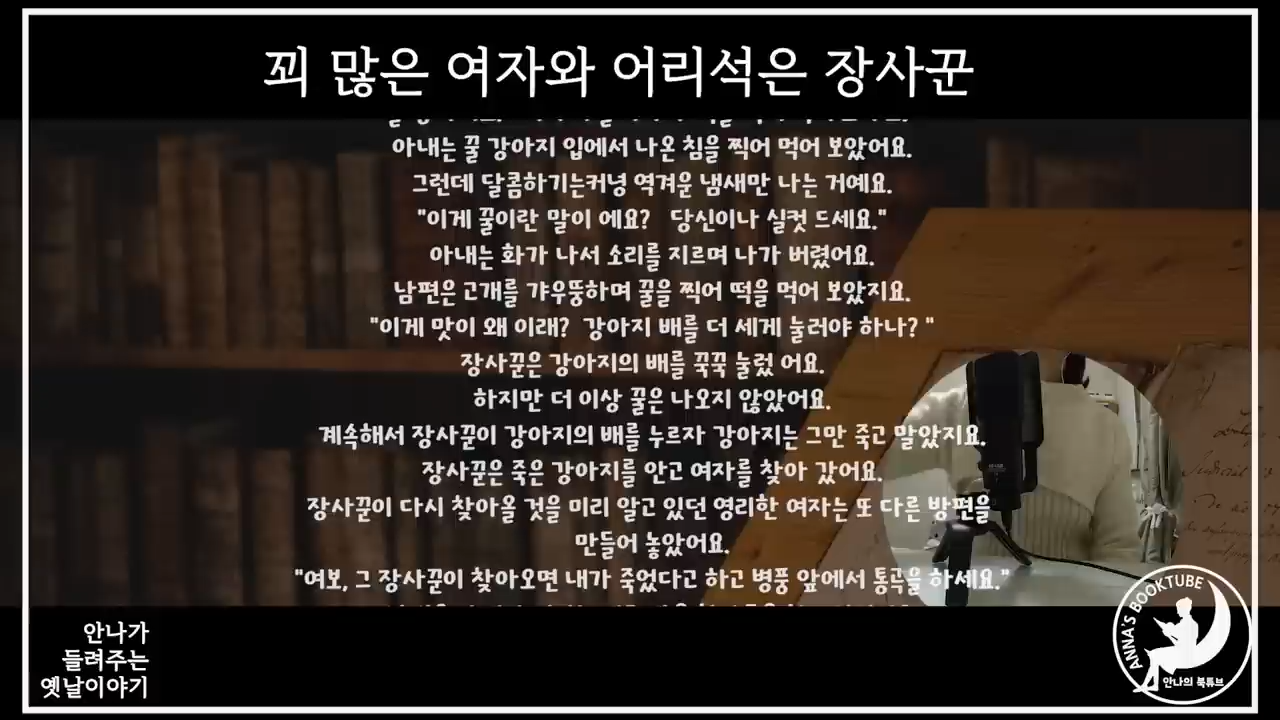 꾀 많은 여자와 어리석은 장사꾼
아내는 꿀 강아지 입에서 나온 침을 찍어 먹어 보았어요.
그런데 달콤하기는커녕 역겨운 냄새만 나는 거예요.
"이게 꿀이란 말이 에요? 당신이나 실컷 드세요."
아내는 화가 나서 소리를 지르며 나가 버렸어요.
남편은 고개를 갸우뚱하며 꿀을 찍어 떡을 먹어 보았지요.
"이게 맛이 왜 이래? 강아지 배를 더 세게 눌러야 하나? "
장사꾼은 강아지의 배를 꾹꾹 눌렀 어요.
하지만 더 이상 꿀은 나오지 않았어요.
계속해서 장사꾼이 강아지의 배를 누르자 강아지는 그만 죽고 말았지요.
장사꾼은 죽은 강아지를 안고 여자를 찾아 갔어요.
장사꾼이 다시 찾아올 것을 미리 알고 있던 영리한 여자는 또 다른 방편을
만들어 놓았어요.
"여보, 그 장사꾼이 찾아오면 내가 죽었다고 하고 병풍 앞에서 통곡을 하세요."
안나가
들려주는
옛날이야기
ANNA'S BOOKTUBE
안나의 북튜브